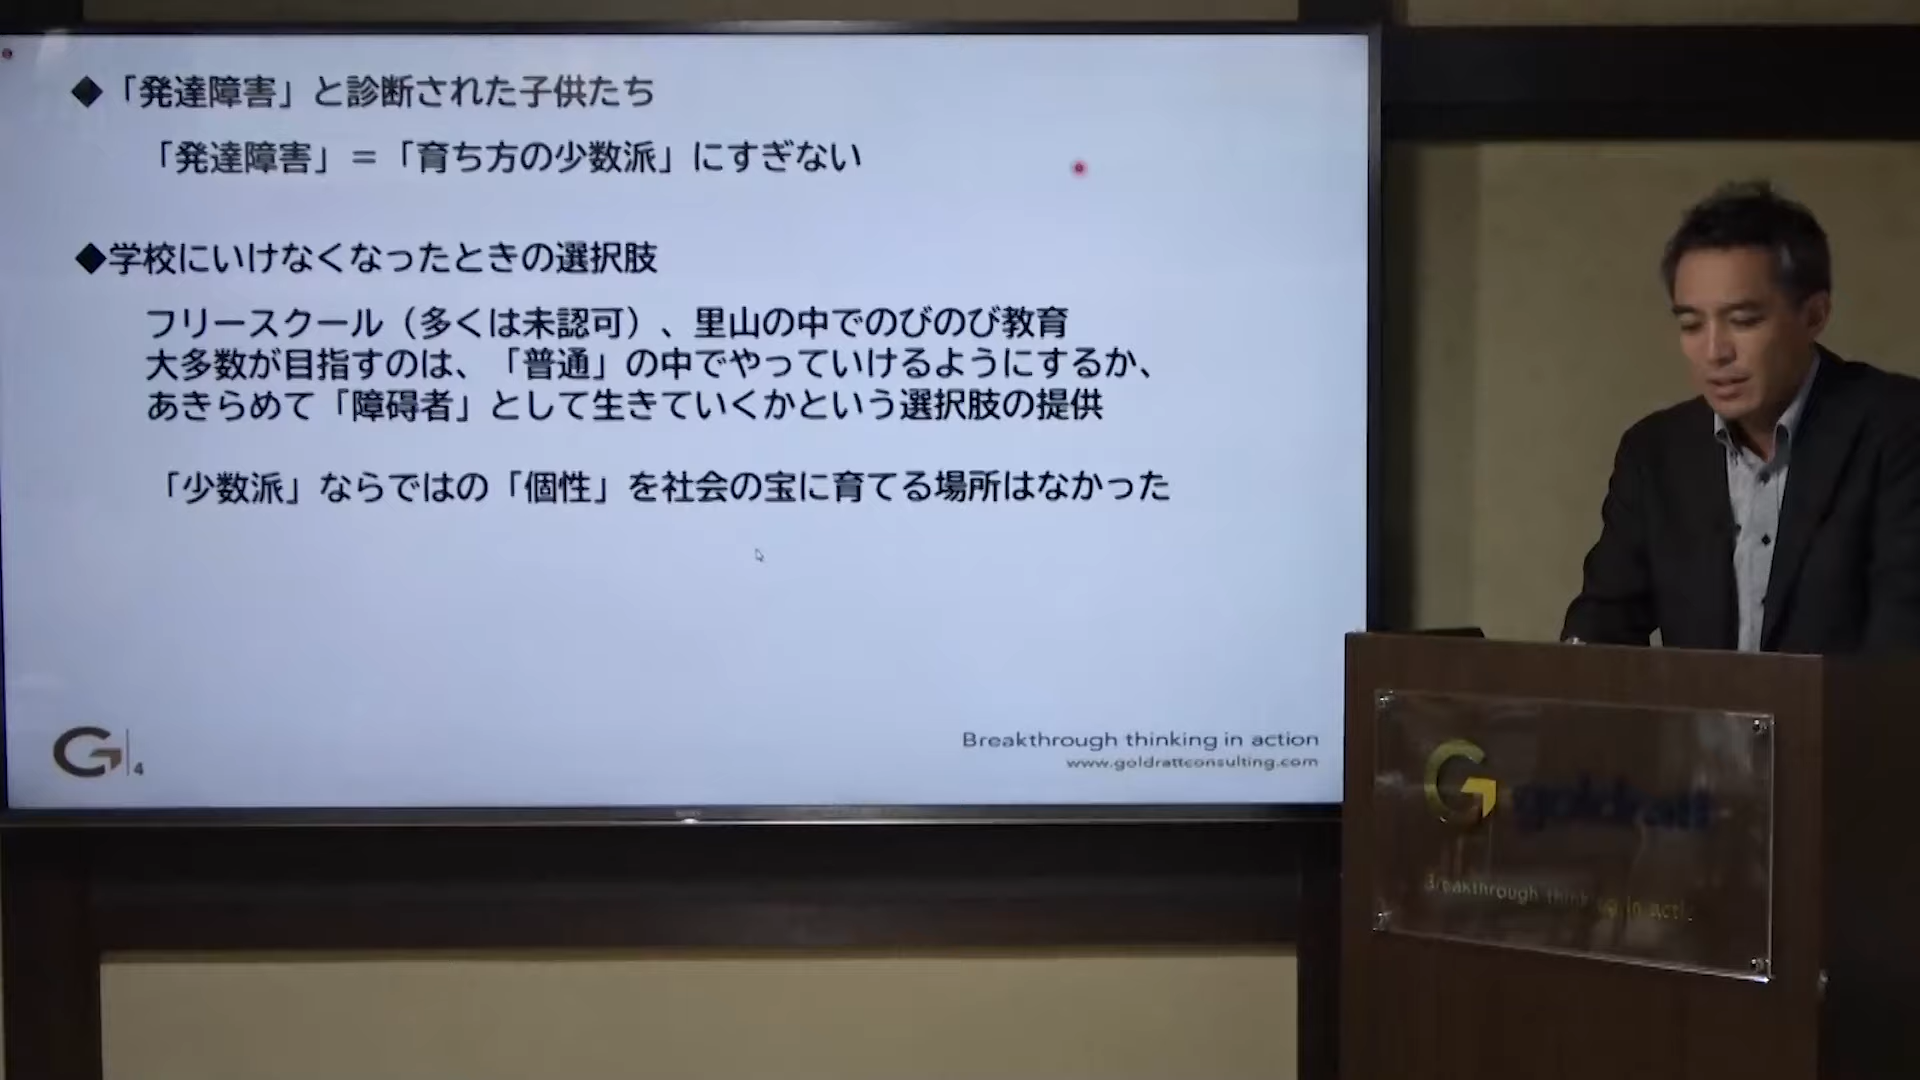 ◆「発達障害」と診断された子供たち
「発達障害」=「育ち方の少数派」にすぎない
◆学校にいけなくなったときの選択肢
フリースクール（多くは未認可）、里山の中でのびのび教育
大多数が目指すのは、「普通」の中でやっていけるようにするか、
あきらめて「障碍者」として生きていくかという選択肢の提供
「少数派」ならではの「個性」を社会の宝に育てる場所はなかった
G 4
Breakthrough thinking in action
www.goldrattconsulting.com
G goldratt
Breakthrough thinking in action